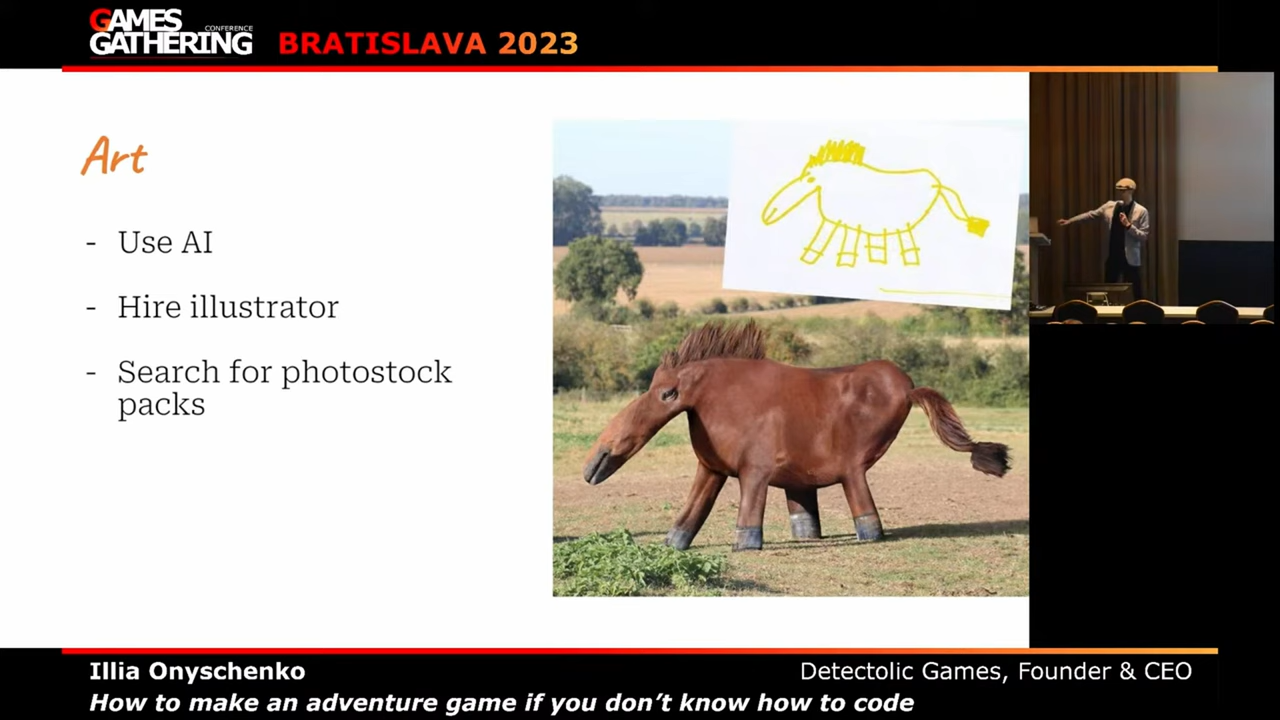 GAMES
CONFERENCE
GATHERING
BRATISLAVA 2023
Art
- Use AI
- Hire illustrator
- Search for photostock
packs
Illia Onyschenko
Detectolic Games, Founder & CEO
How to make an adventure game if you don't know how to code